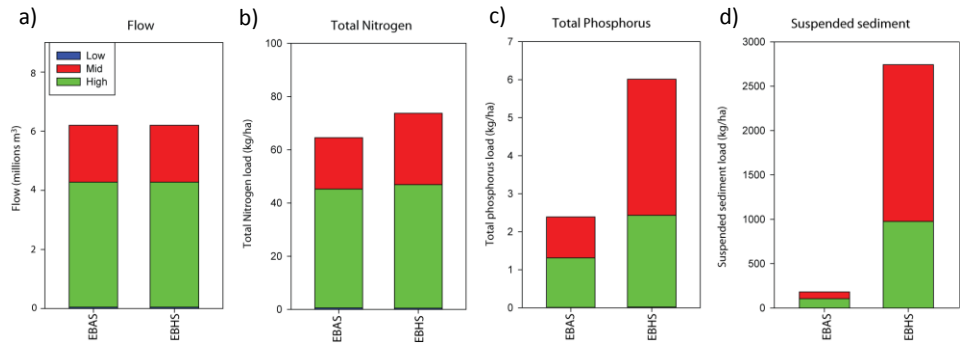 a)
Flow
Flow (millions m³)
8
6
4
2
0
Low
Mid
High
EBAS
EBHS
b)
Total Nitrogen
Total Nitrogen load (kg/ha)
100
80
60
40
20
0
EBAS
EBHS
c)
Total Phosphorus
Total phosphorus load (kg/ha)
7
6
5
4
3
2
1
0
EBAS
EBHS
d)
Suspended sediment
Suspended sediment load (kg/ha)
3000
2500
2000
1500
1000
500
0
EBAS
EBHS